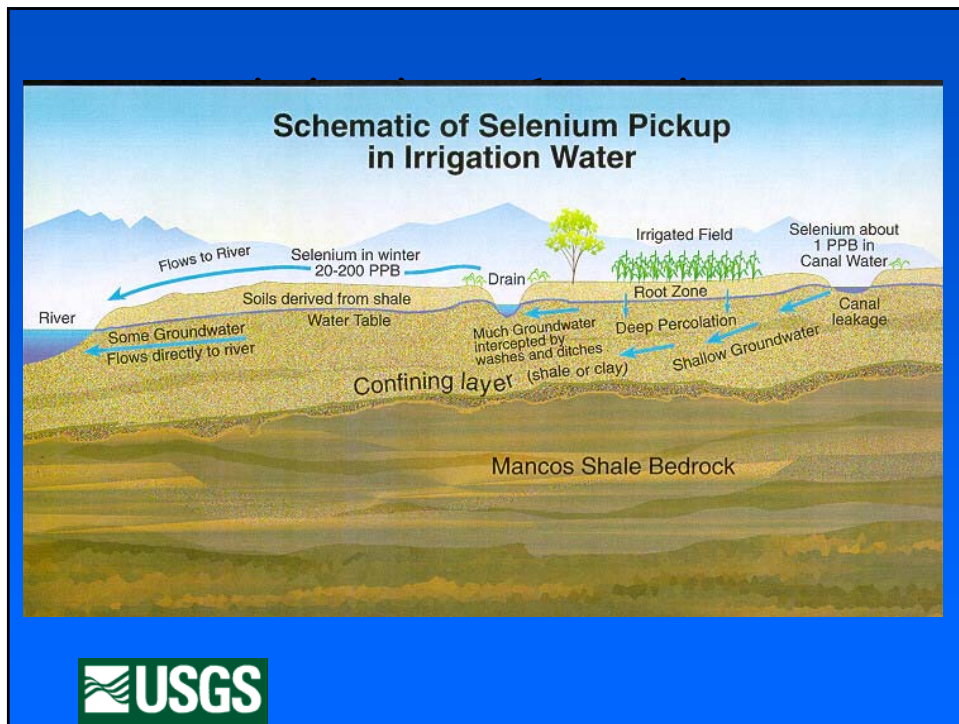 Schematic of Selenium Pickup
in Irrigation Water
Flows to River
Selenium in winter
20-200 PPB
Drain
Irrigated Field
Selenium about
1 PPB in
Canal Water
River
Soils derived from shale
Water Table
Root Zone
Canal
leakage
Some Groundwater
Flows directly to river
Much Groundwater
intercepted by
washes and ditches
Deep Percolation
Shallow Groundwater
Confining layer (shale or clay)
Mancos Shale Bedrock
USGS